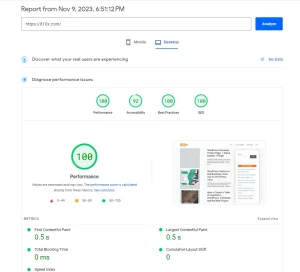 Report from Nov 9, 2023, 6:51:12 PM
Analyze
Mobile
Desktop
Discover what your real users are experiencing
No Data
Diagnose performance issues
100
92
100
100
Performance
Accessibility
Best Practices
SEO
100
Performance
Values are estimated and may vary. The performance score is calculated
directly from these metrics. See calculator.
0–49
50–89
90–100
METRICS
Expand view
First Contentful Paint
0.5 s
Largest Contentful Paint
0.5 s
Total Blocking Time
0 ms
Cumulative Layout Shift
0
Speed Index